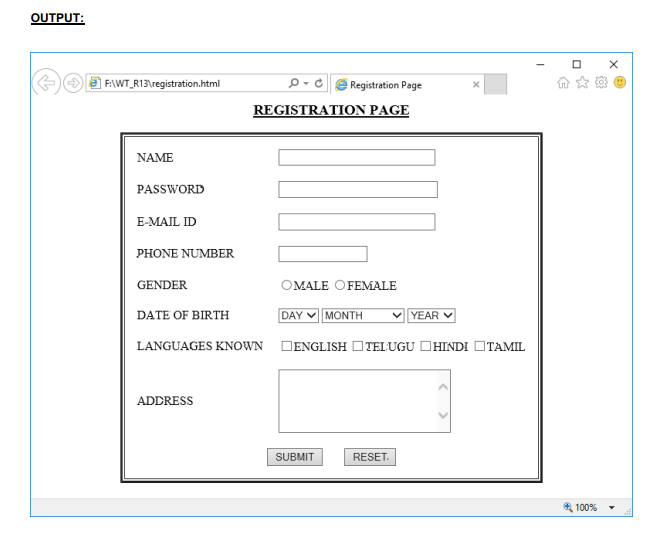 OUTPUT:
F:\WT_R13\registration.html Registration Page
REGISTRATION PAGE
NAME
PASSWORD
E-MAIL ID
PHONE NUMBER
GENDER MALE FEMALE
DATE OF BIRTH DAY MONTH YEAR
LANGUAGES KNOWN ENGLISH TELUGU HINDI TAMIL
ADDRESS
SUBMIT RESET
100%